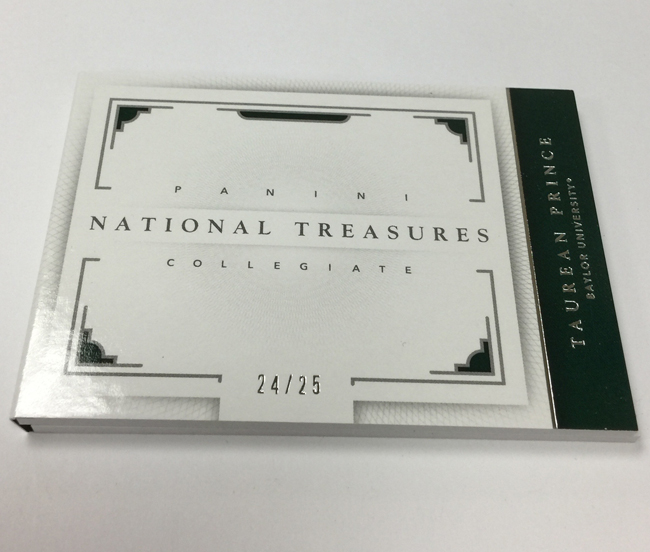 PANINI
NATIONAL TREASURES
COLLEGIATE
24/25
TAUREAN PRINCE
BAYLOR UNIVERSITY®